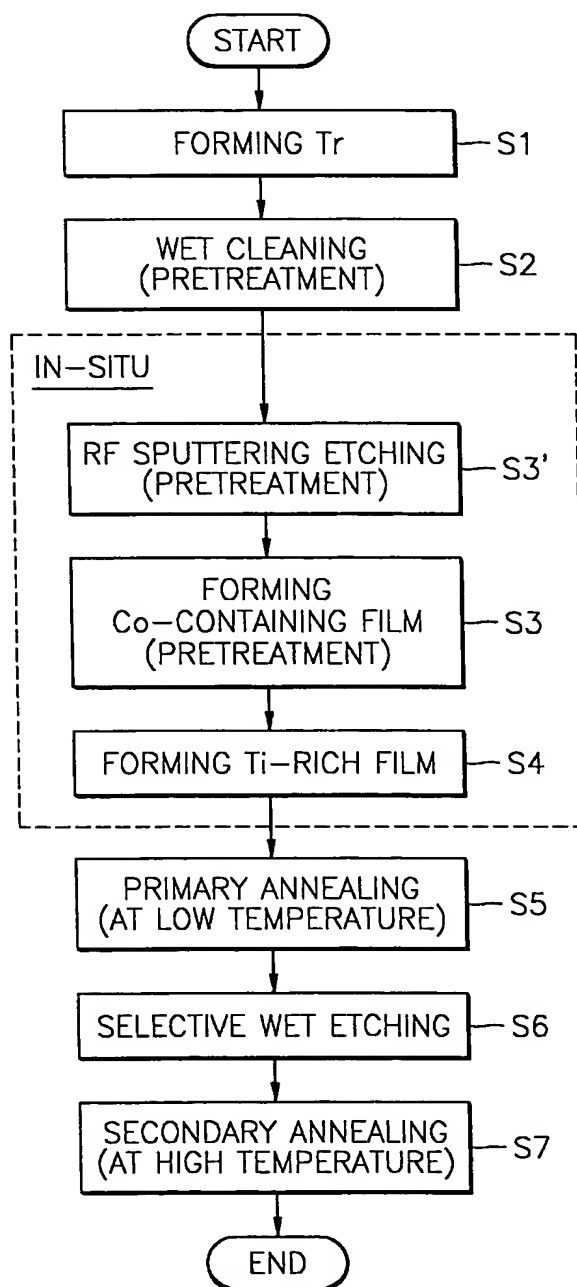 START
FORMING Tr
S1
WET CLEANING
(PRETREATMENT)
S2
IN-SITU
RF SPUTTERING ETCHING
(PRETREATMENT)
S3'
FORMING
Co-CONTAINING FILM
(PRETREATMENT)
S3
FORMING Ti-RICH FILM
S4
PRIMARY ANNEALING
(AT LOW TEMPERATURE)
S5
SELECTIVE WET ETCHING
S6
SECONDARY ANNEALING
(AT HIGH TEMPERATURE)
S7
END